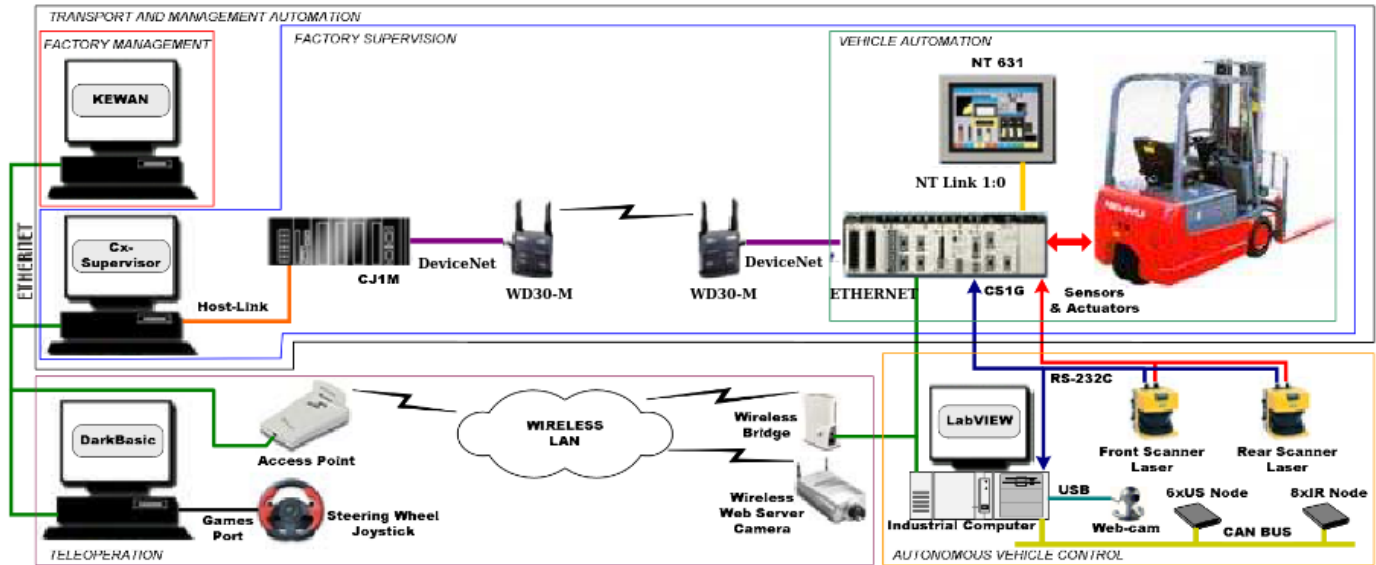 TRANSPORT AND MANAGEMENT AUTOMATION
FACTORY MANAGEMENT
FACTORY SUPERVISION
VEHICLE AUTOMATION
NT 631
KEWAN
NT Link 1:0
ETHERNET
Cx-
Supervisor
Host-Link
CJ1M
DeviceNet
WD30-M
WD30-M
DeviceNet
ETHERNET
CS1G
Sensors
& Actuators
RS-232C
DarkBasic
Access Point
WIRELESS
LAN
Wireless
Bridge
LabVIEW
Front Scanner
Laser
Rear Scanner
Laser
Games
Port
Steering Wheel
Joystick
Wireless
Web Server
Camera
Industrial Computer
USB
Web-cam
6xUS Node
8xIR Node
CAN BUS
TELEOPERATION
AUTONOMOUS VEHICLE CONTROL